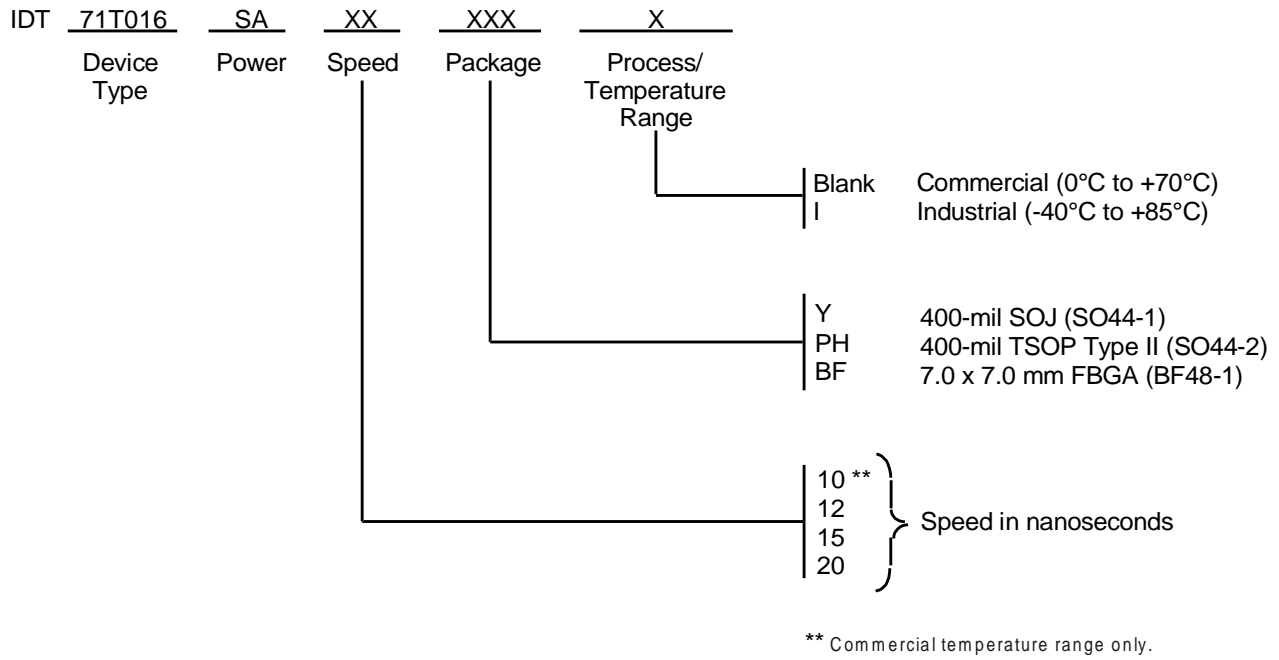 IDT 71T016 SA XX XXX X
Device Type Power Speed Package Process/ Temperature Range
Blank Commercial (0°C to +70°C)
I Industrial (-40°C to +85°C)
Y 400-mil SOJ (SO44-1)
PH 400-mil TSOP Type II (SO44-2)
BF 7.0 x 7.0 mm FBGA (BF48-1)
10 **
12
15
20
Speed in nanoseconds
** Commercial temperature range only.